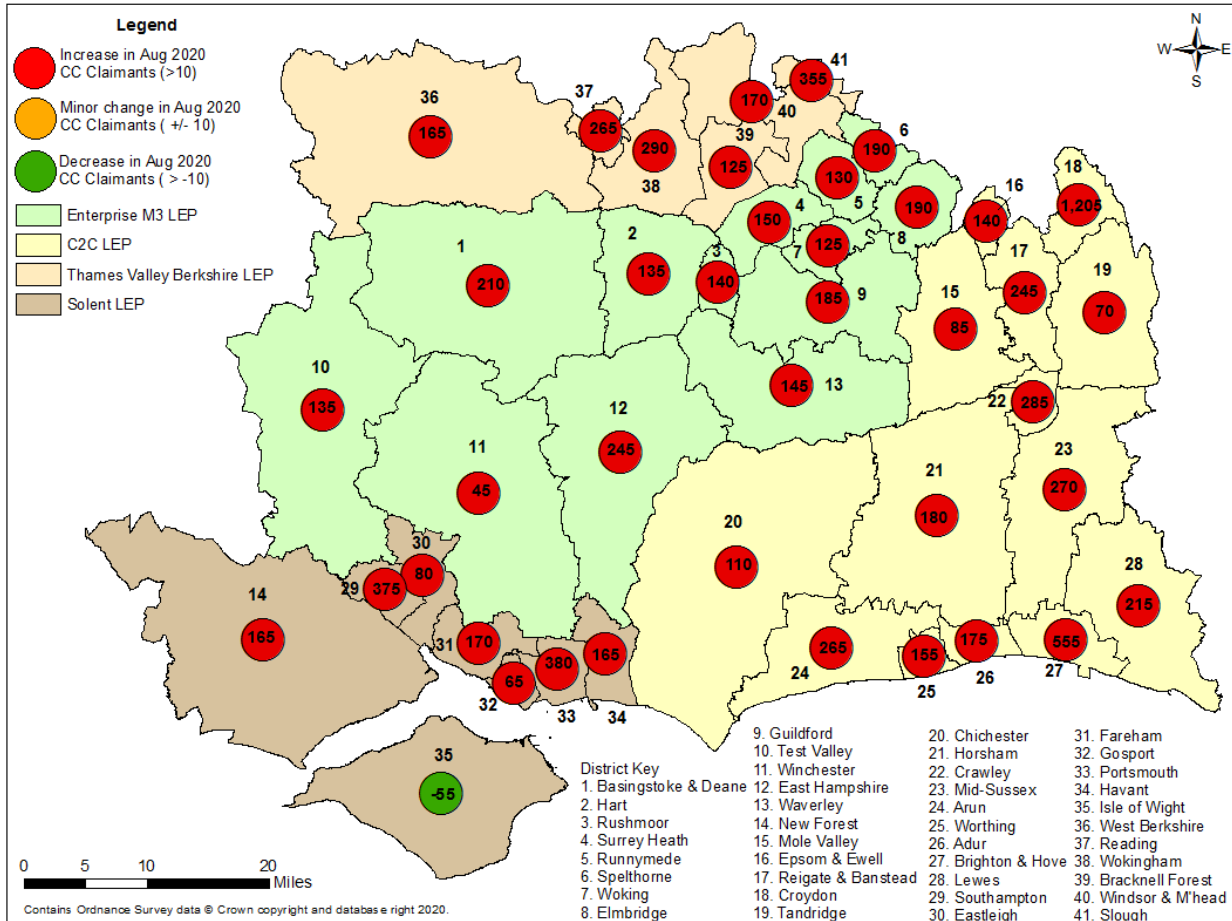 Legend
Increase in Aug 2020
CC Claimants (>10)
Minor change in Aug 2020
CC Claimants ( +/- 10)
Decrease in Aug 2020
CC Claimants ( > -10)
Enterprise M3 LEP
C2C LEP
Thames Valley Berkshire LEP
Solent LEP
N
W E
S
36
165
37
265
290
38
170
40
41
355
39
125
6
190
130
5
4
150
190
8
7
125
16
140
18
1,205
17
245
19
70
1
210
2
135
3
140
185
9
15
85
10
135
145
13
22
285
12
245
11
45
23
270
21
180
20
110
30
80
29
375
28
215
14
165
31
170
65
32
380
33
165
34
265
24
155
25
175
26
555
27
35
-55
0 10 20
Miles
Contains Ordnance Survey data © Crown copyright and database right 2020.
District Key
1. Basingstoke & Deane
2. Hart
3. Rushmoor
4. Surrey Heath
5. Runnymede
6. Spelthorne
7. Woking
8. Elmbridge
9. Guildford
10. Test Valley
11. Winchester
12. East Hampshire
13. Waverley
14. New Forest
15. Mole Valley
16. Epsom & Ewell
17. Reigate & Banstead
18. Croydon
19. Tandridge
20. Chichester
21. Horsham
22. Crawley
23. Mid-Sussex
24. Arun
25. Worthing
26. Adur
27. Brighton & Hove
28. Lewes
29. Southampton
30. Eastleigh
31. Fareham
32. Gosport
33. Portsmouth
34. Havant
35. Isle of Wight
36. West Berkshire
37. Reading
38. Wokingham
39. Bracknell Forest
40. Windsor & M'head
41. Slough